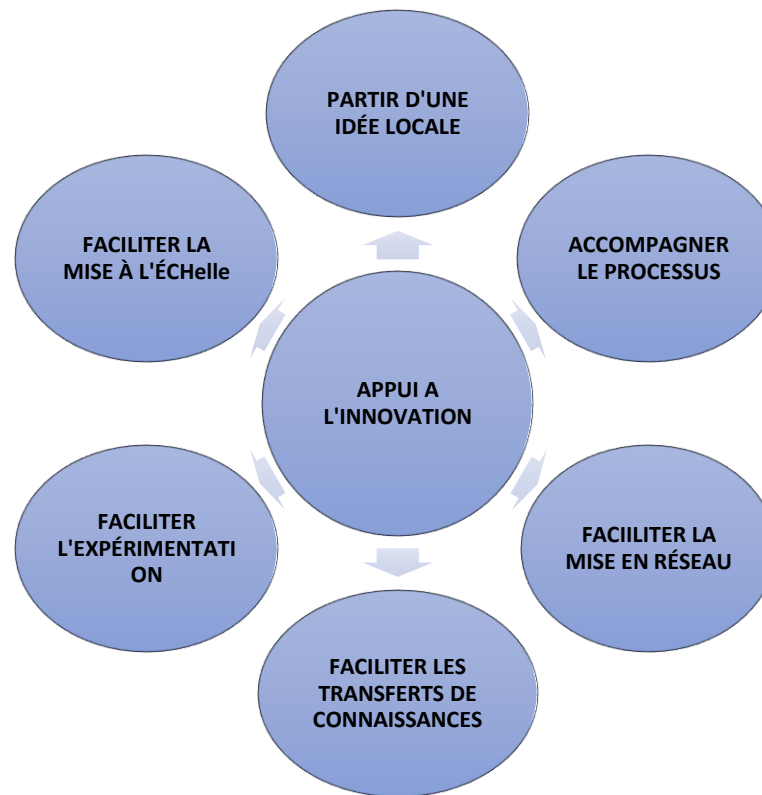 PARTIR D'UNE
IDÉE LOCALE
ACCOMPAGNER
LE PROCESSUS
FACIILITER LA
MISE EN RÉSEAU
FACILITER LES
TRANSFERTS DE
CONNAISSANCES
FACILITER
L'EXPÉRIMENTATI
ON
FACILITER LA
MISE À L'ÉCHelle
APPUI A
L'INNOVATION